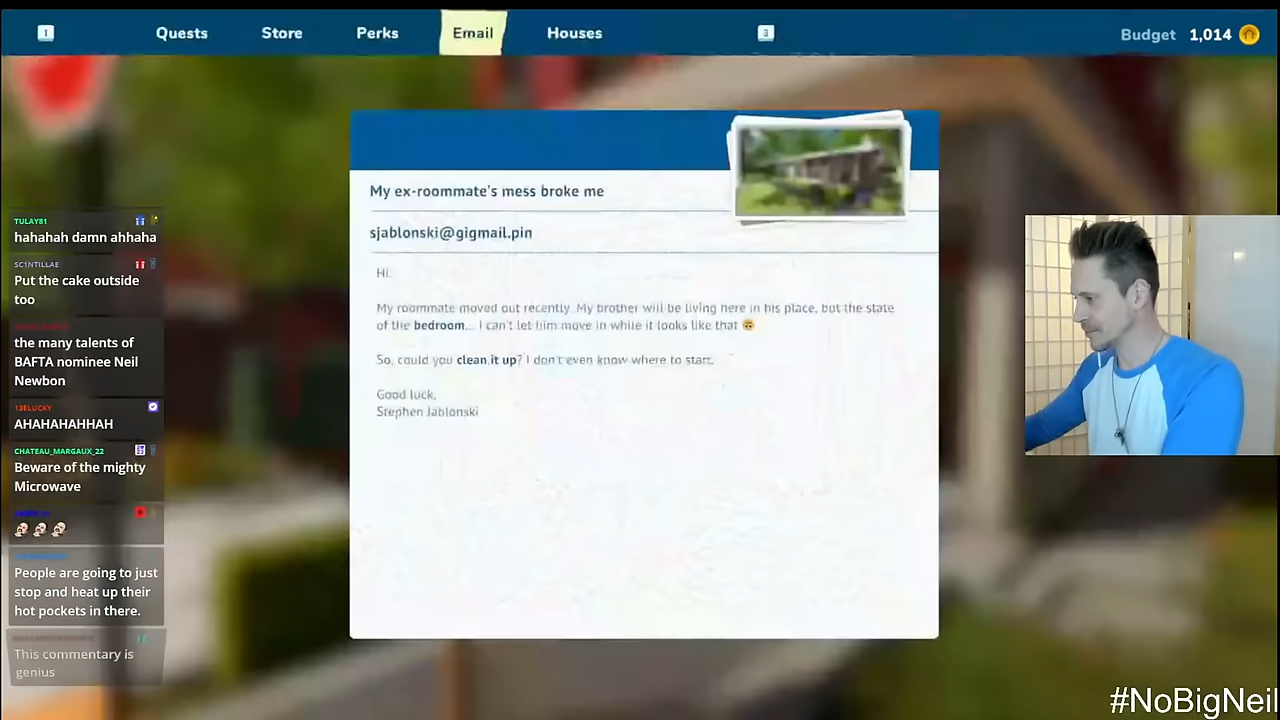 1
Quests
Store
Perks
Email
Houses
3
Budget 1,014
My ex-roommate's mess broke me
sjablonski@gigmail.pin
Hi,
My roommate moved out recently. My brother will be living here in his place, but the state
of the bedroom... I can't let him move in while it looks like that
So, could you clean it up? I don't even know where to start.
Good luck,
Stephen Jablonski
TULAY81
hahahah damn ahhaha
SC1NTILLAE
Put the cake outside
too
the many talents of
BAFTA nominee Neil
Newbon
13ELUCKY
AHAHAHAHHAH
CHATEAU_MARGAUX_22
Beware of the mighty
Microwave
People are going to just
stop and heat up their
hot pockets in there.
This commentary is
genius
#NoBigNeil